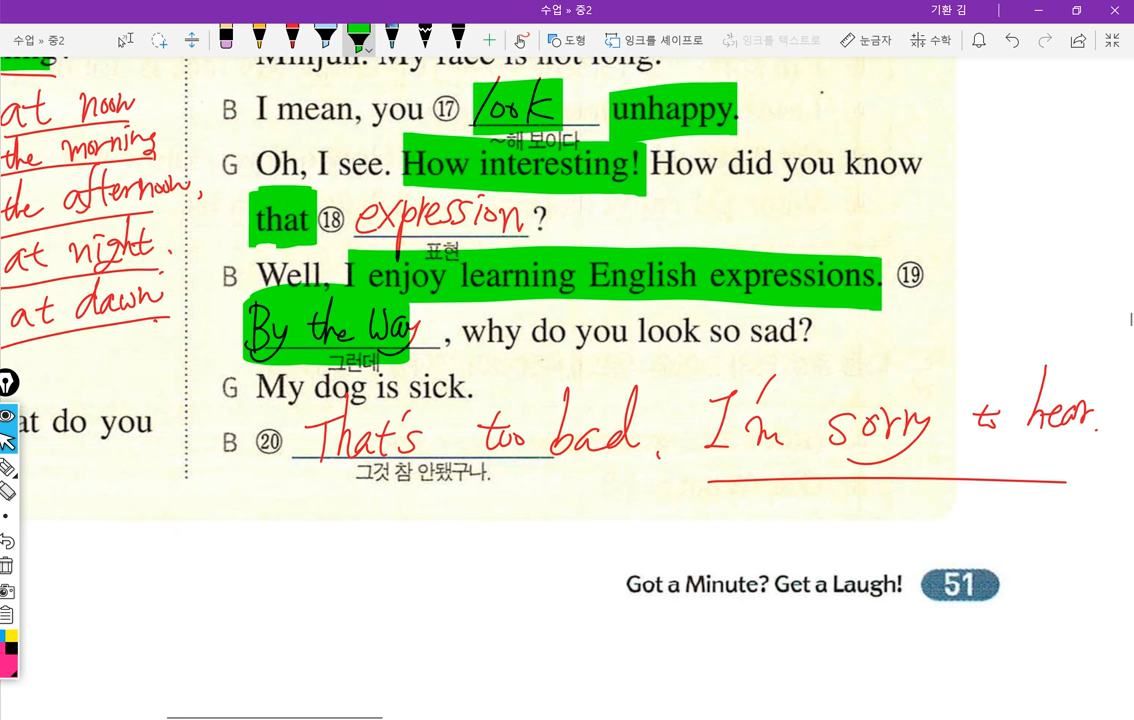 수업 » 중2
기환 김
수업 » 중2
도형
잉크를 셰이프로
잉크를 텍스트로
눈금자
수학
at noon
the morning
the afternoon,
at night.
at dawn.
at do you
Minjun. My face is not long.
B I mean, you ⑰ look unhappy.
~해 보이다
G Oh, I see. How interesting! How did you know
that ⑱ expression?
표현
B Well, I enjoy learning English expressions. ⑲
By the way, why do you look so sad?
그런데
G My dog is sick.
B ⑳ That's too bad. I'm sorry to hear.
그것 참 안됐구나.
Got a Minute? Get a Laugh! 51